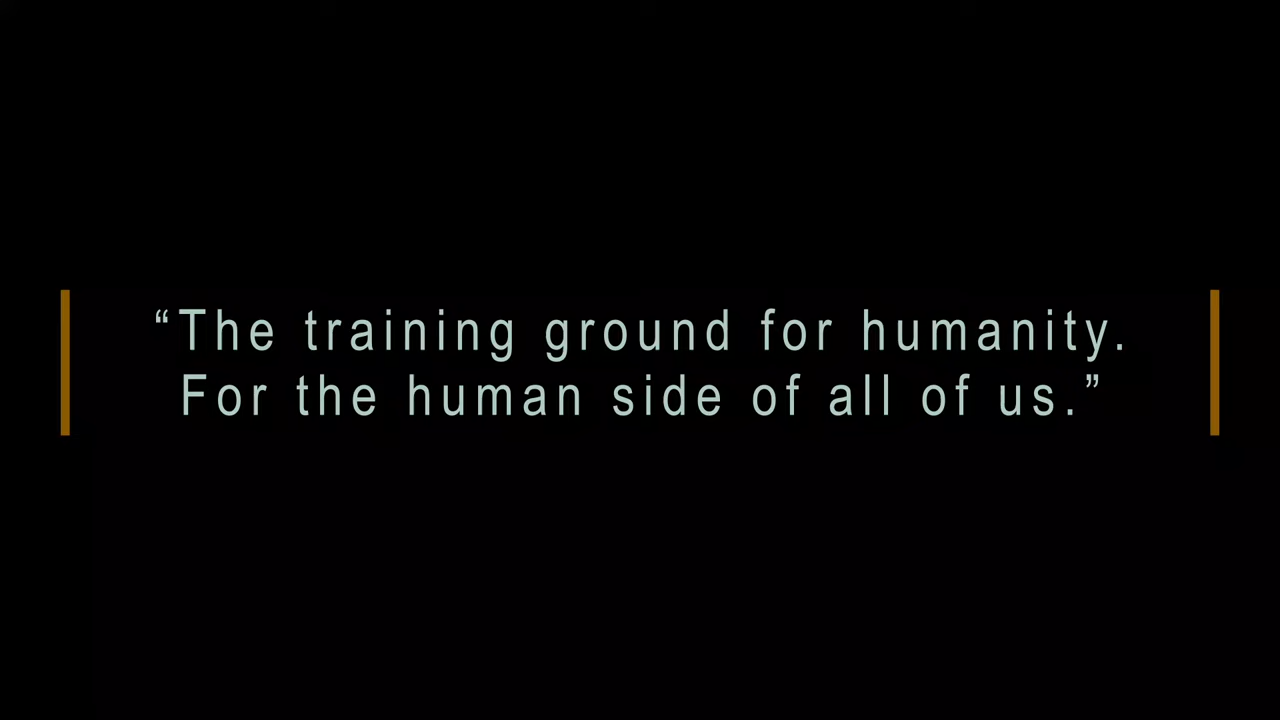 “The training ground for humanity.
For the human side of all of us.”